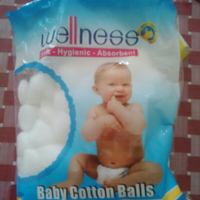 wellness
- Hygienic - Absorbent
Baby Cotton Balls